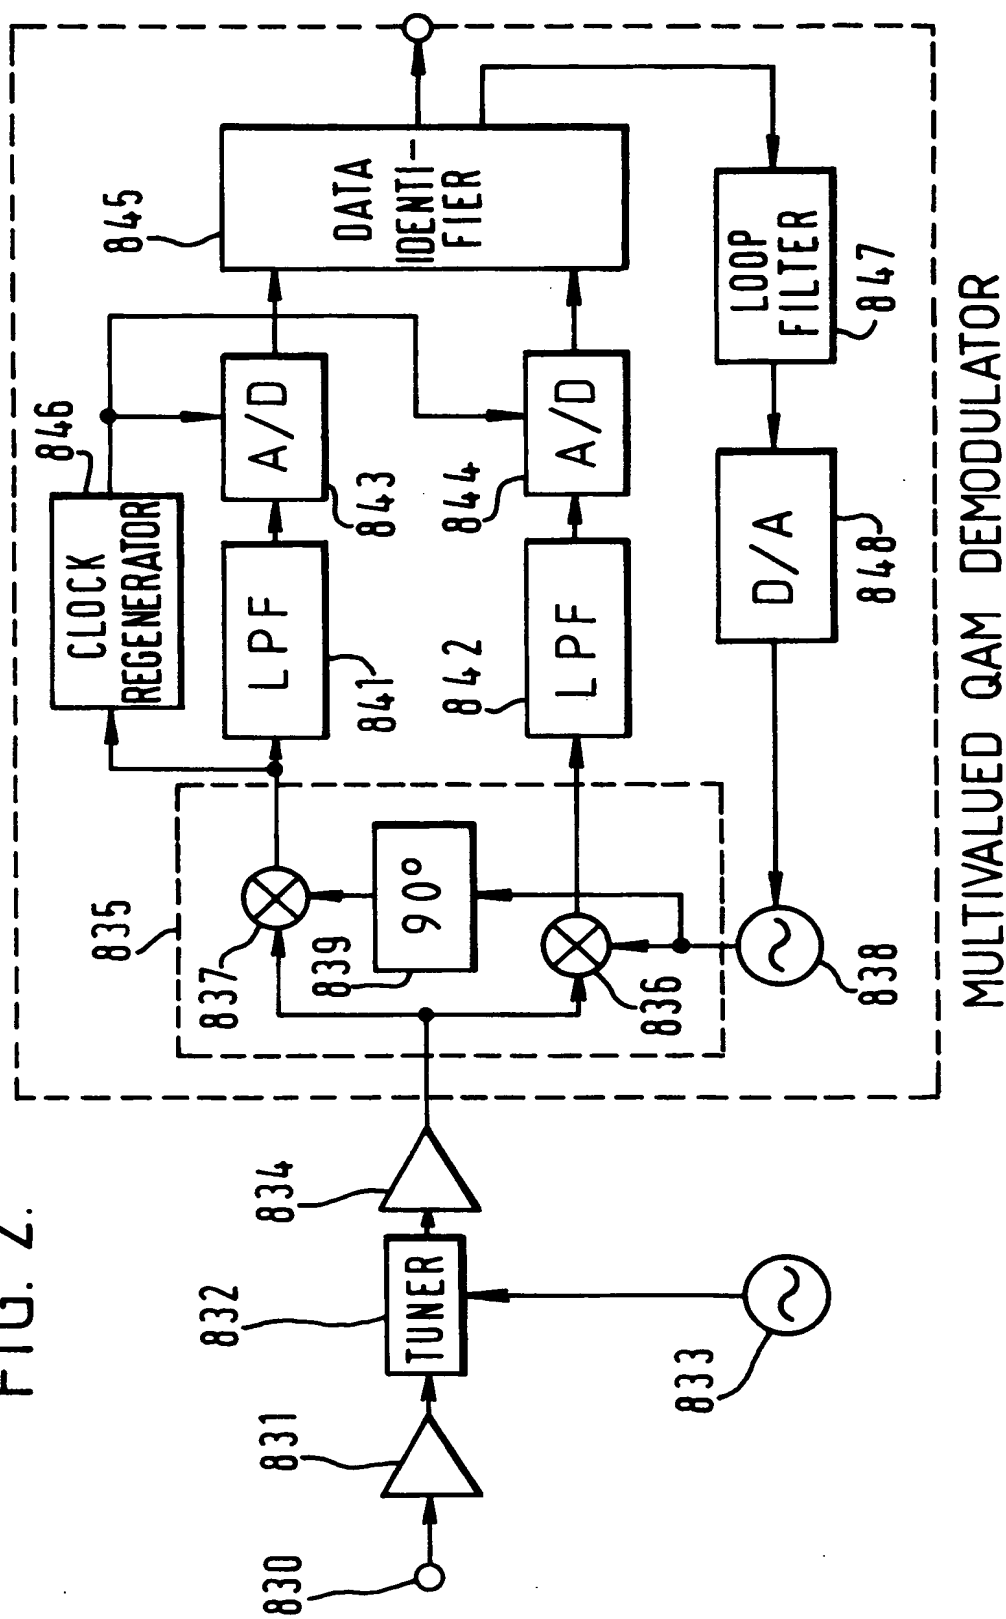 FIG. 2.
846
845
CLOCK
REGENERATOR
835
837
LPF
A/D
841
843
DATA
IDENTI-
FIER
834
839
90°
832
831
TUNER
842
844
LPF
A/D
830
836
833
838
D/A
LOOP
FILTER
848
847
MULTIVALUED QAM DEMODULATOR